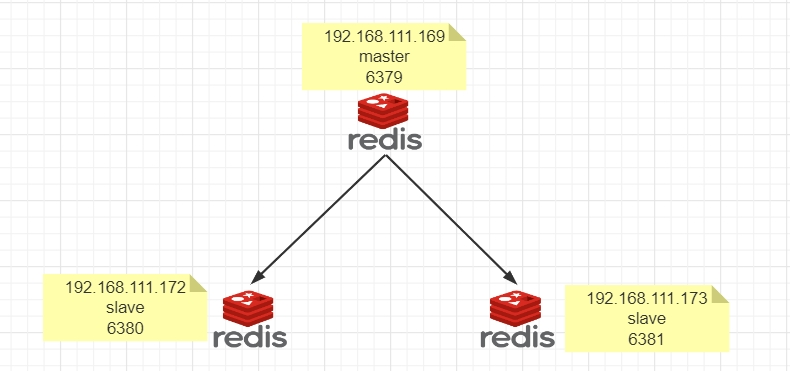 192.168.111.169
master
6379
redis
192.168.111.172
slave
6380
redis
redis
192.168.111.173
slave
6381